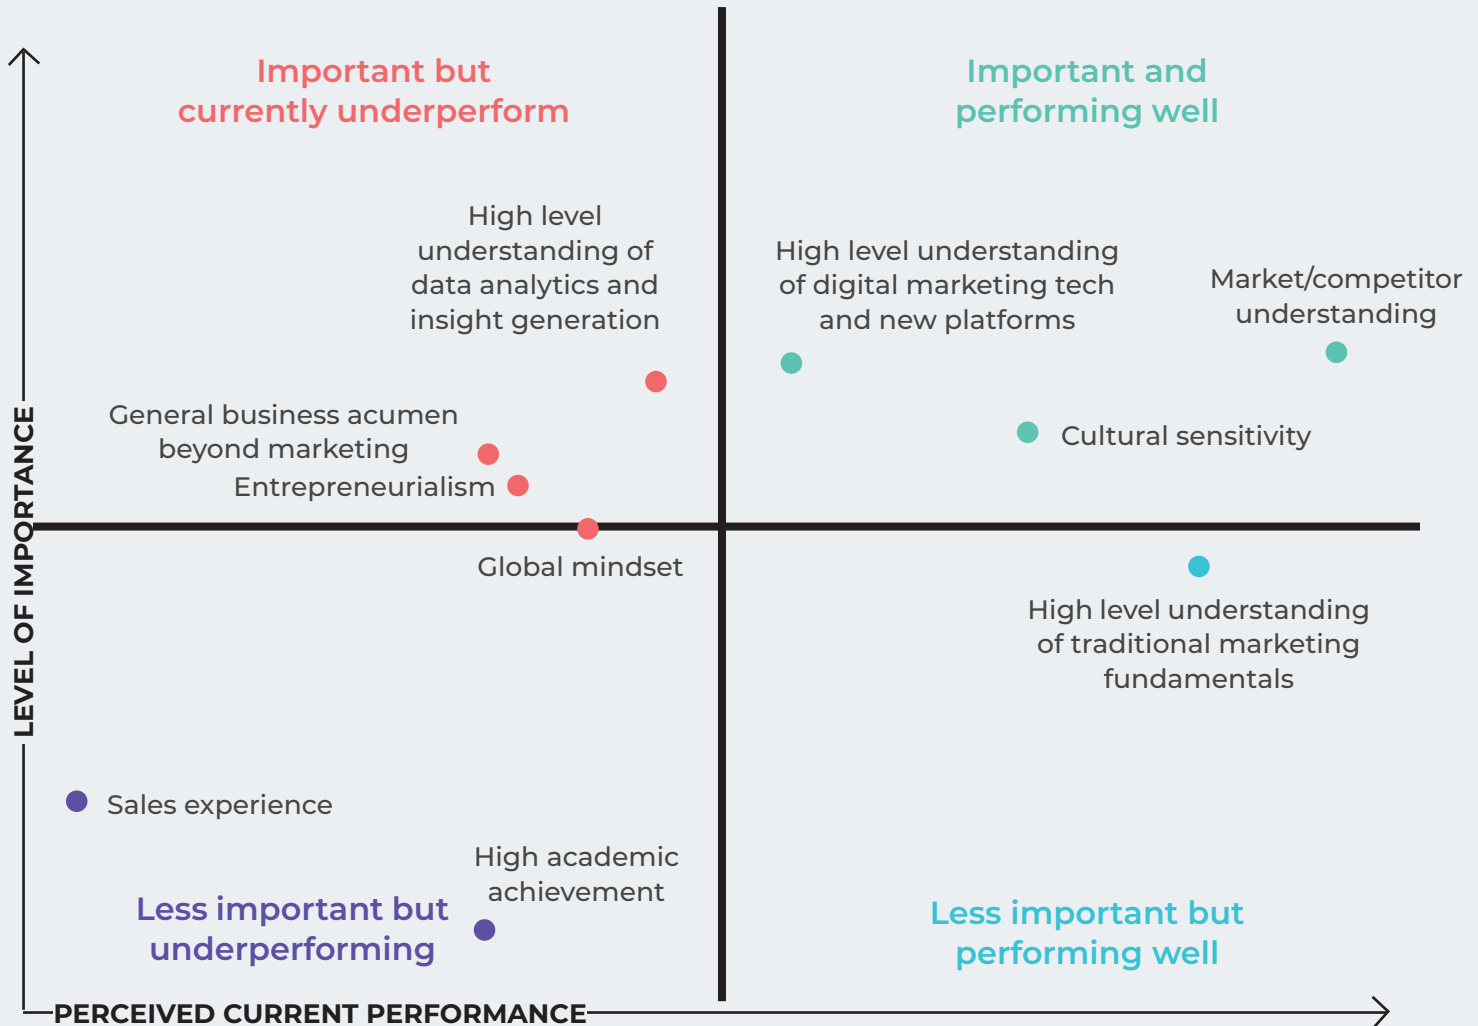 Important but
currently underperform
Important and
performing well
High level
understanding of
data analytics and
insight generation
High level understanding
of digital marketing tech
and new platforms
Market/competitor
understanding
General business acumen
beyond marketing
Cultural sensitivity
Entrepreneurialism
Global mindset
High level understanding
of traditional marketing
fundamentals
LEVEL OF IMPORTANCE
Sales experience
High academic
achievement
Less important but
underperforming
Less important but
performing well
PERCEIVED CURRENT PERFORMANCE